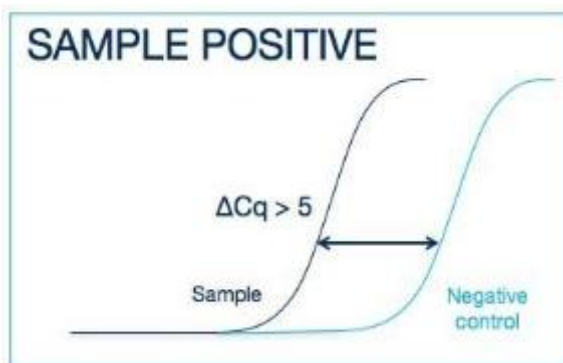 SAMPLE POSITIVE
ΔCq > 5
Sample
Negative
control